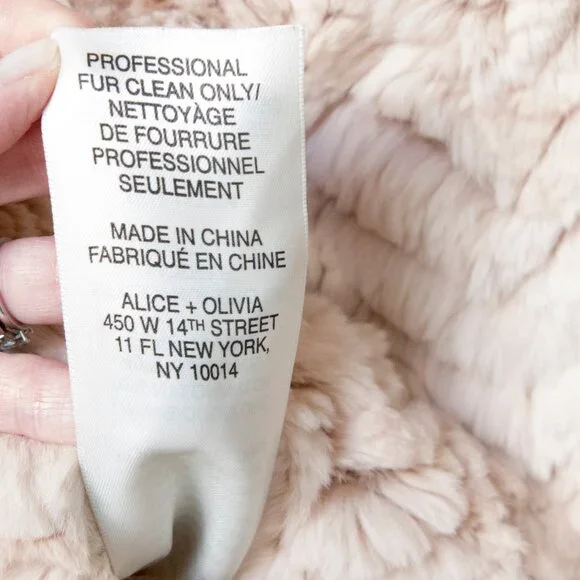 PROFESSIONAL
FUR CLEAN ONLY/
NETTOYÀGE
DE FOURRURE
PROFESSIONNEL
SEULEMENT
MADE IN CHINA
FABRIQUÉ EN CHINE
ALICE + OLIVIA
450 W 14TH STREET
11 FL NEW YORK,
NY 10014